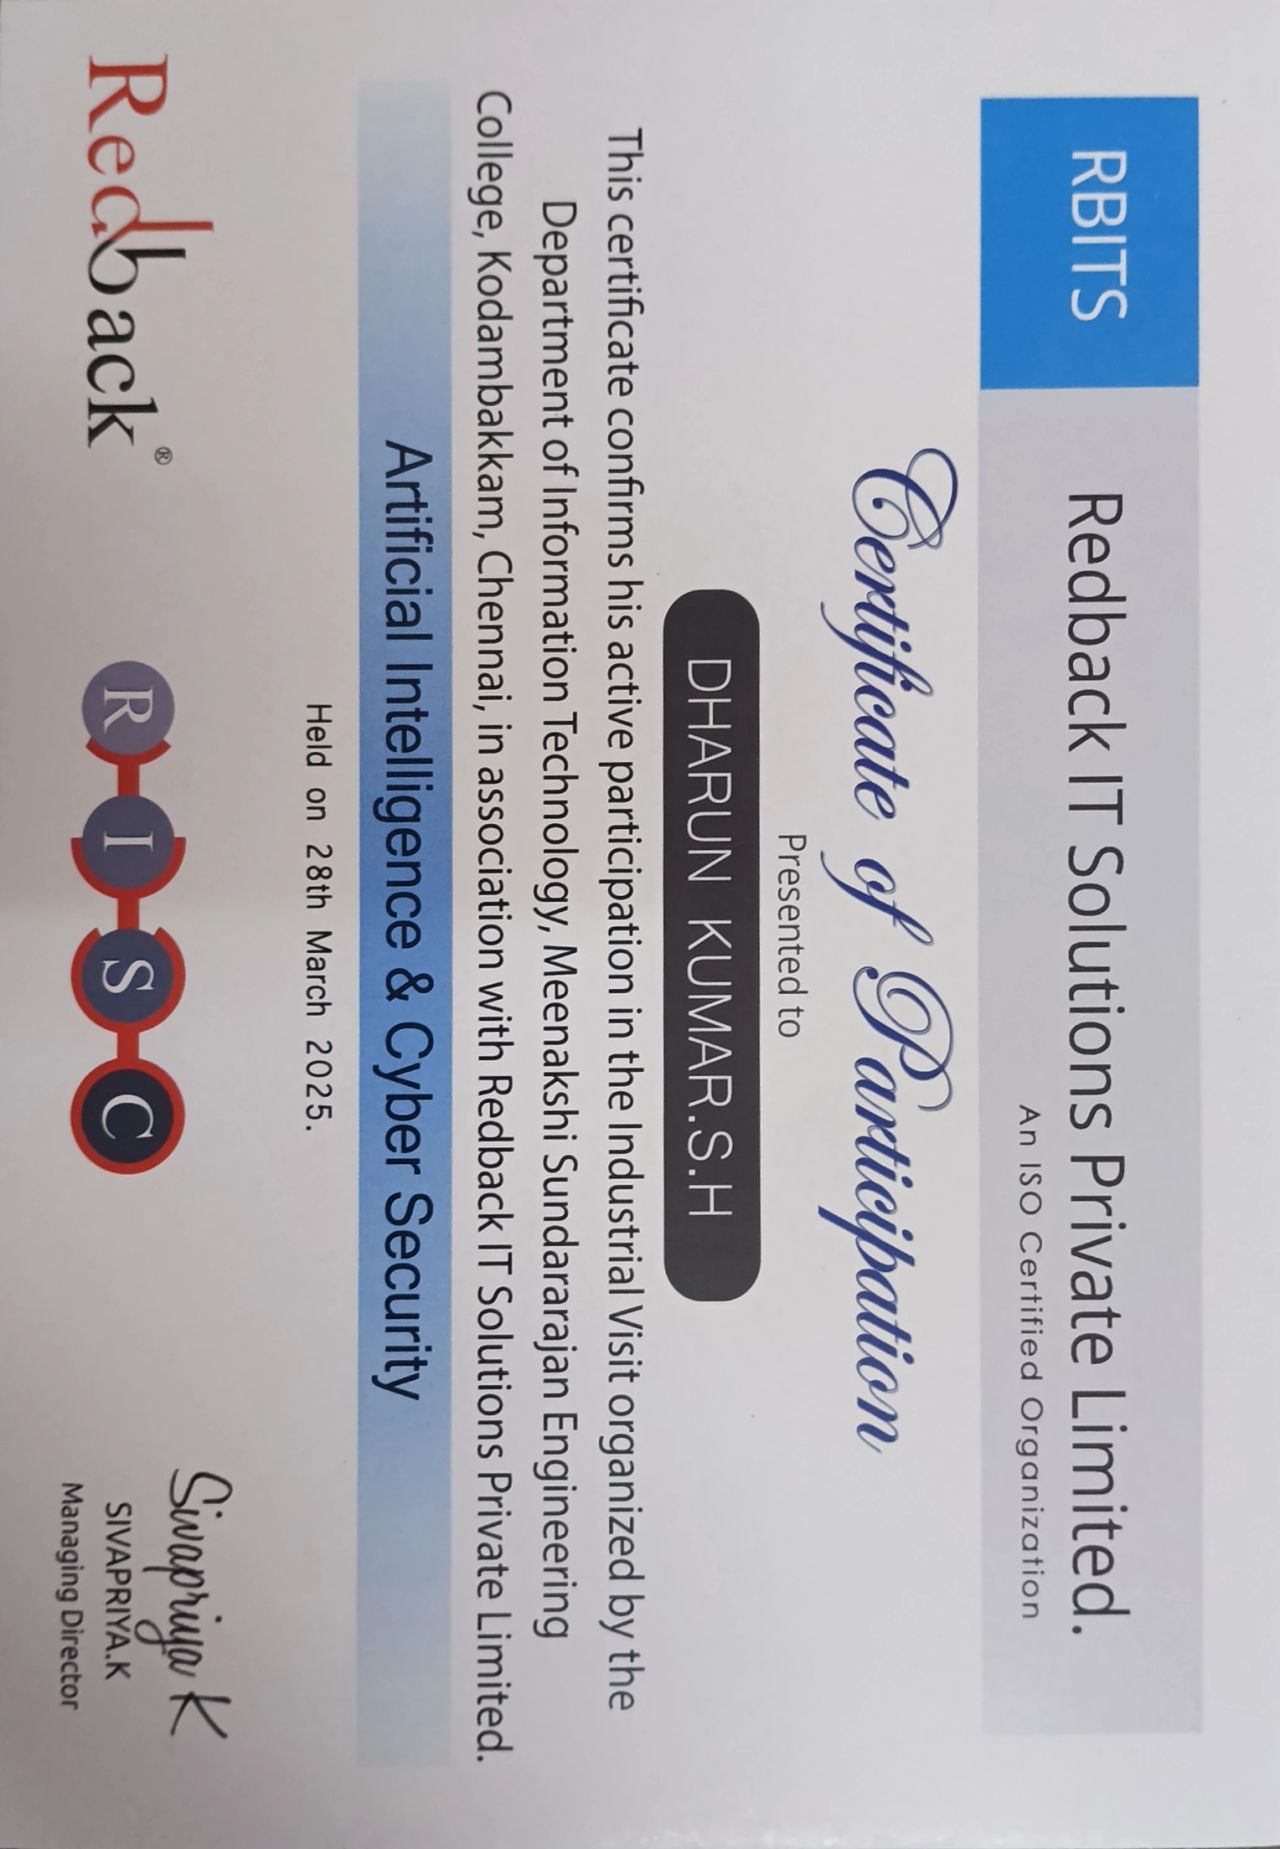 RBITS
Redback IT Solutions Private Limited.
An ISO Certified Organization
Certificate of Participation
Presented to
DHARUN KUMAR.S.H
This certificate confirms his active participation in the Industrial Visit organized by the
Department of Information Technology, Meenakshi Sundararajan Engineering
College, Kodambakkam, Chennai, in association with Redback IT Solutions Private Limited.
Artificial Intelligence & Cyber Security
Held on 28th March 2025.
Redback®
RISC
Sivapriya K
SIVAPRIYA.K
Managing Director